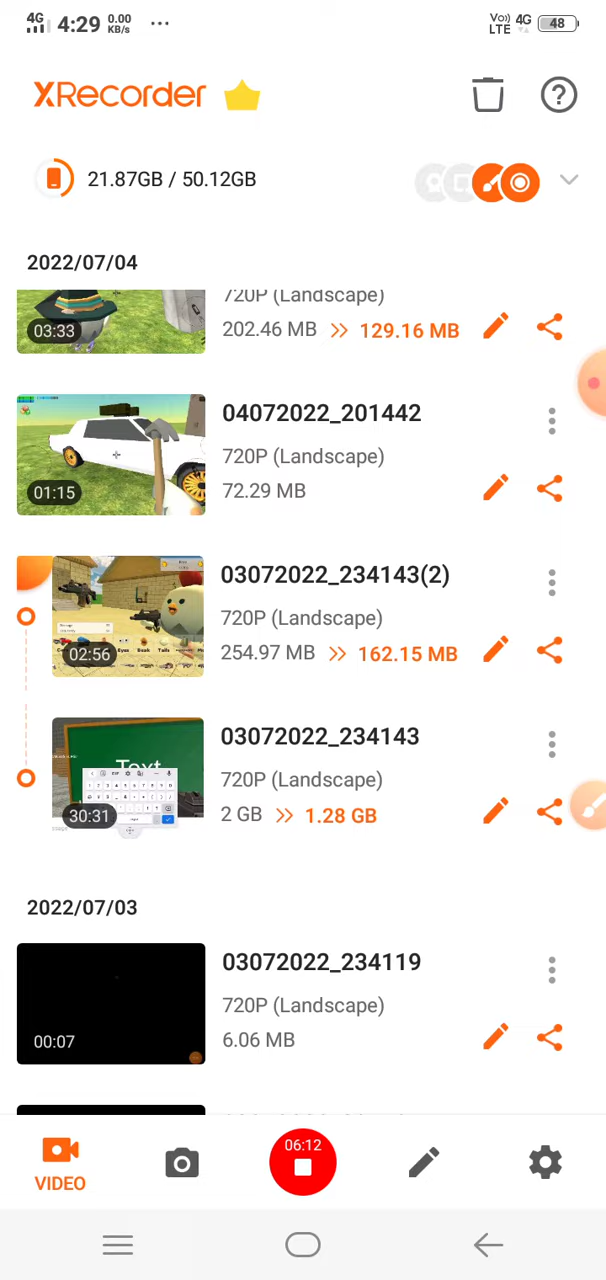 4G 4:29 0.00 KB/s ... Vo) LTE 4G 48
XRecorder
21.87GB / 50.12GB
2022/07/04
720P (Landscape)
03:33
202.46 MB >> 129.16 MB
04072022_201442
720P (Landscape)
01:15
72.29 MB
03072022_234143(2)
720P (Landscape)
02:56
254.97 MB >> 162.15 MB
03072022_234143
Text
720P (Landscape)
30:31
2 GB >> 1.28 GB
2022/07/03
03072022_234119
720P (Landscape)
00:07
6.06 MB
06:12
VIDEO